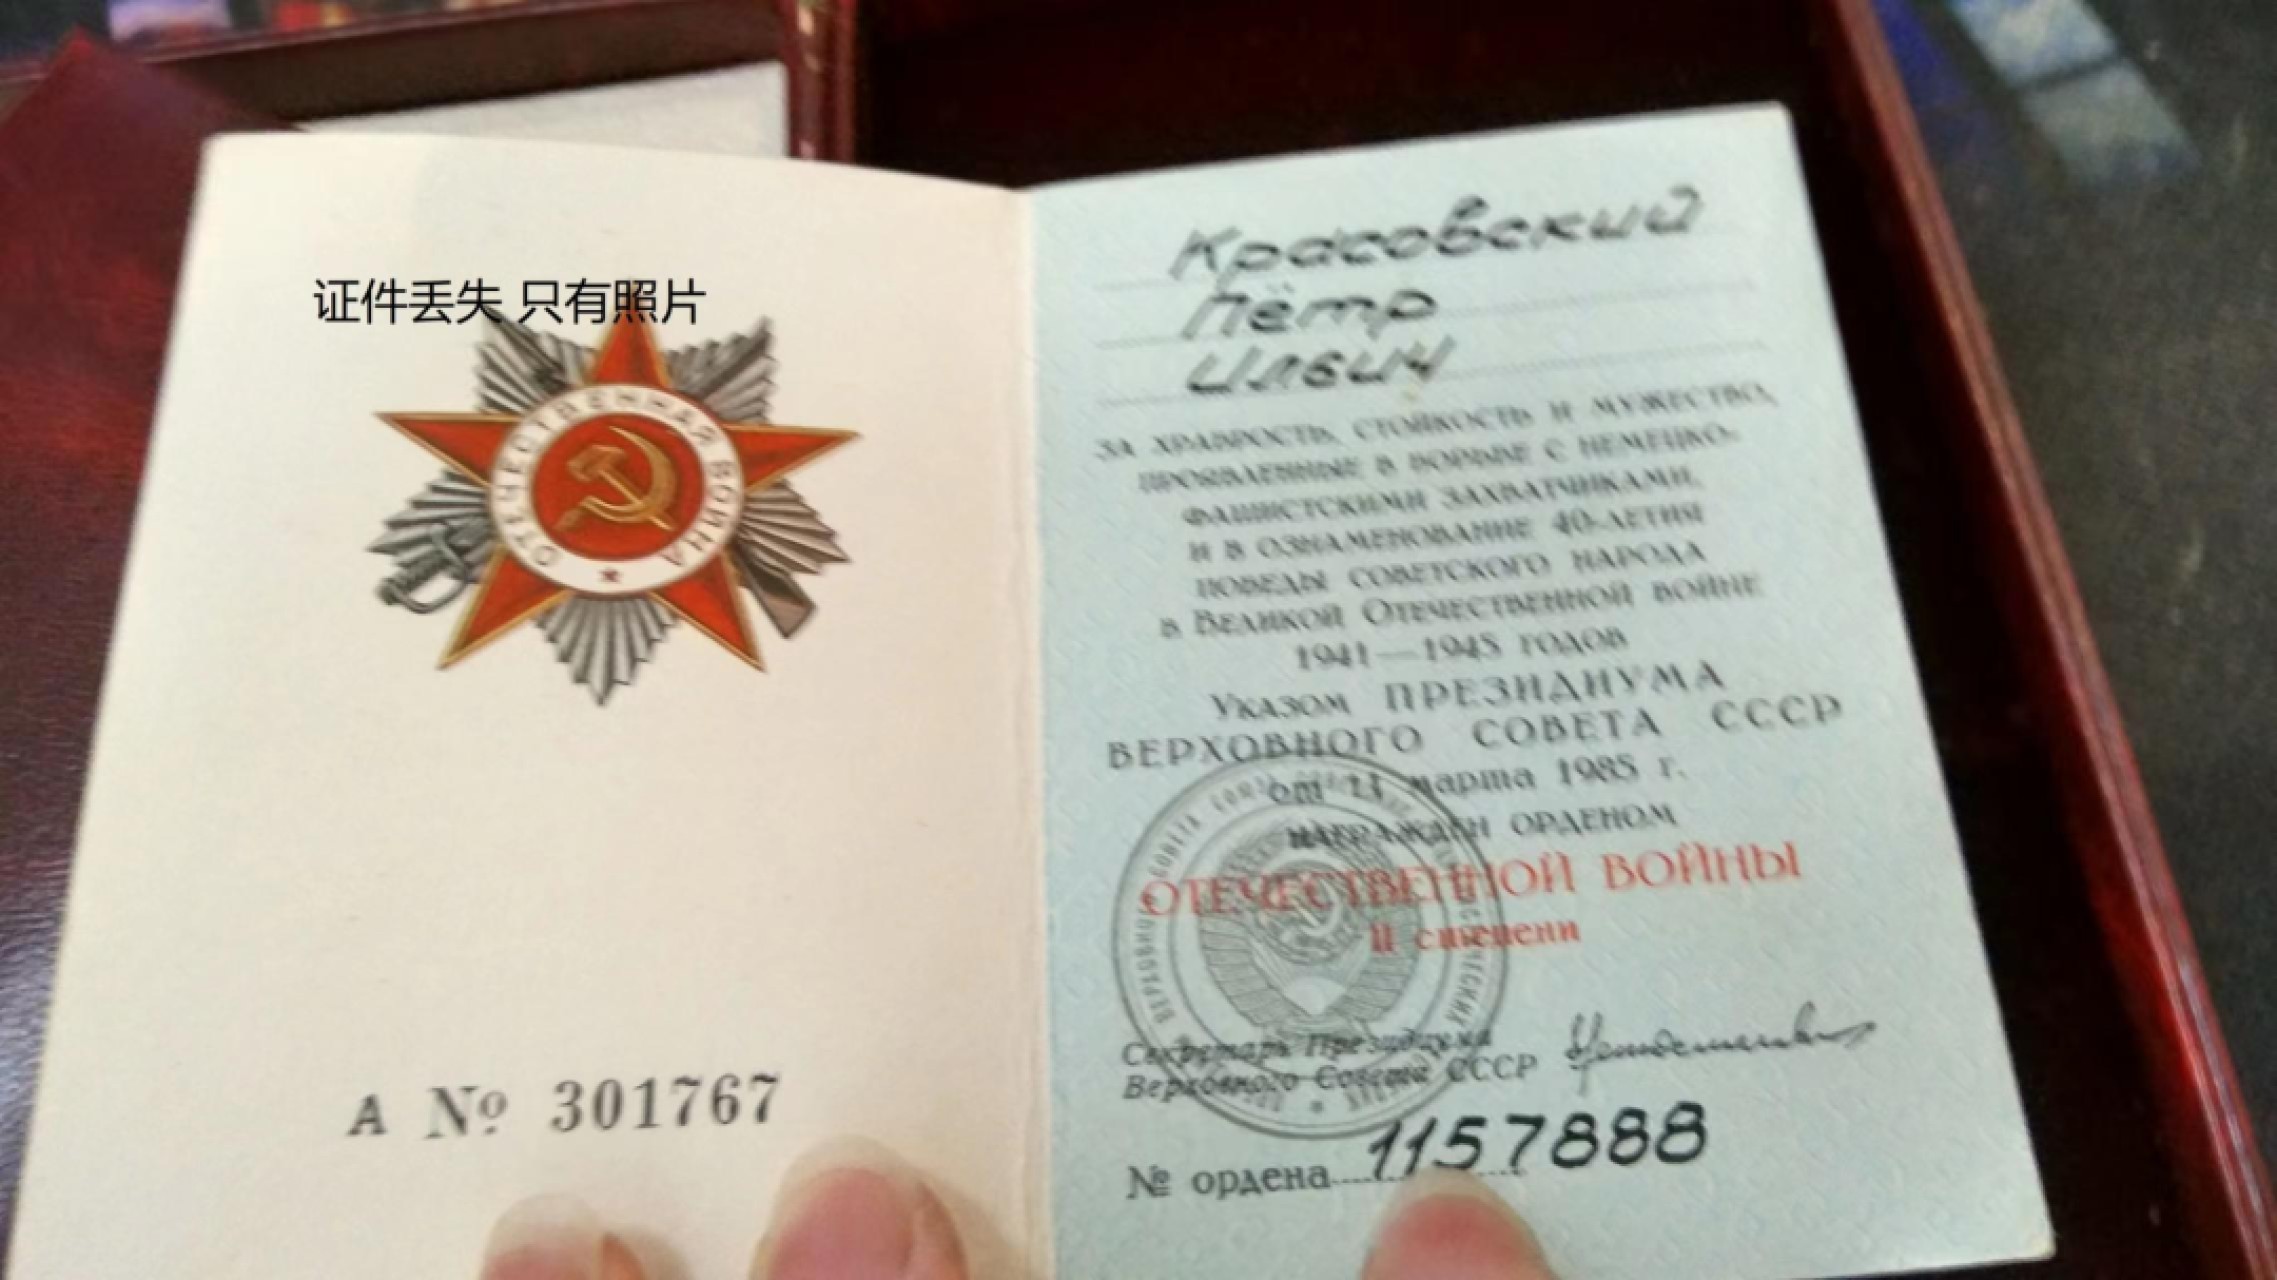 证件丢失 只有照片
ОТЕЧЕСТВЕННАЯ ВОЙНА
А № 301767
Красовский
Пётр
Ильич
ЗА ХРАБРОСТЬ, СТОЙКОСТЬ И МУЖЕСТВО,
ПРОЯВЛЕННЫЕ В БОРЬБЕ С НЕМЕЦКО-
ФАШИСТСКИМИ ЗАХВАТЧИКАМИ,
И В ОЗНАМЕНОВАНИЕ 40-ЛЕТИЯ
ПОБЕДЫ СОВЕТСКОГО НАРОДА
В ВЕЛИКОЙ ОТЕЧЕСТВЕННОЙ ВОЙНЕ
1941—1945 ГОДОВ
УКАЗОМ ПРЕЗИДИУМА
ВЕРХОВНОГО СОВЕТА СССР
от 11 марта 1985 г.
НАГРАЖДЕН ОРДЕНОМ
ОТЕЧЕСТВЕННОЙ ВОЙНЫ
II степени
Секретарь Президиума
Верховного Совета СССР
№ ордена 1157888